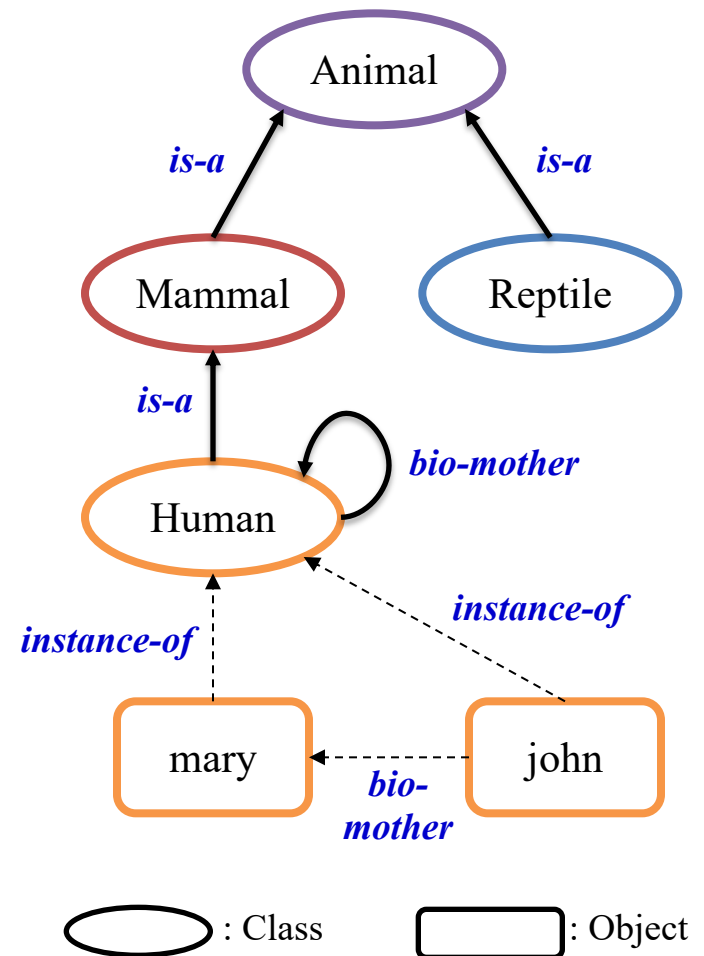 Animal
is-a
is-a
Mammal
Reptile
is-a
bio-mother
Human
instance-of
instance-of
mary
john
bio-
mother
: Class
: Object